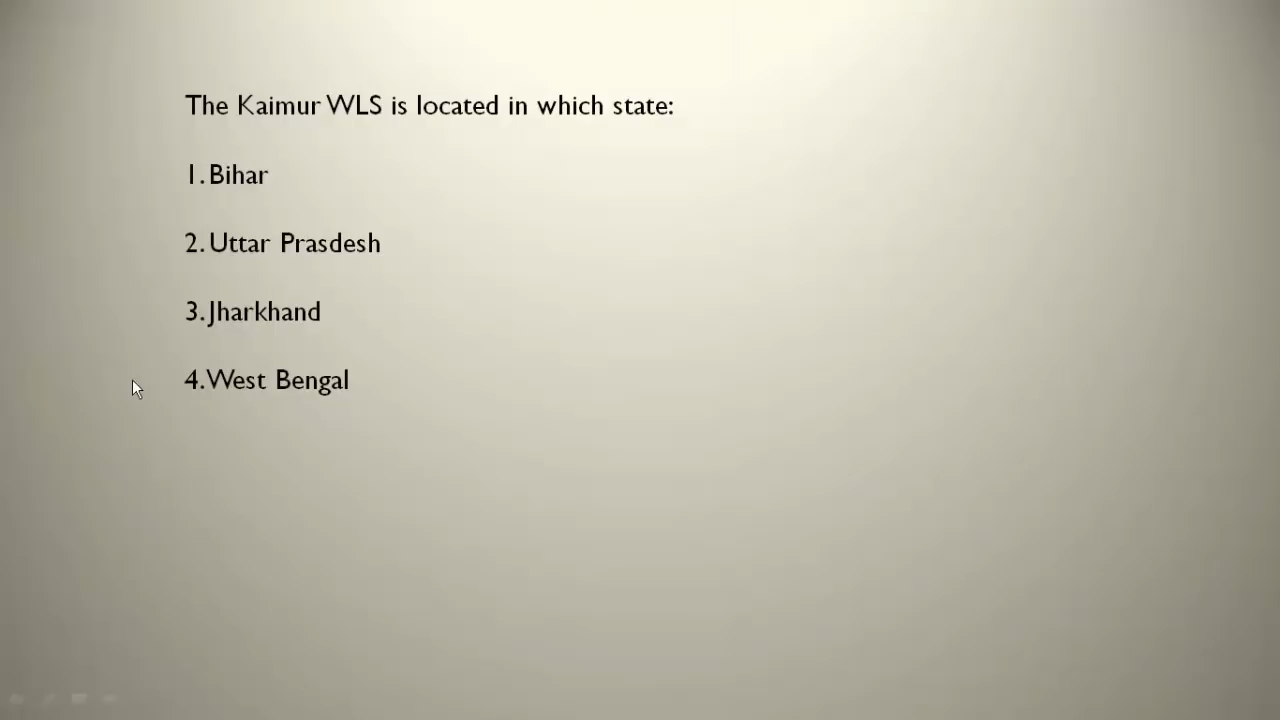 The Kaimur WLS is located in which state:
1. Bihar
2. Uttar Prasdesh
3. Jharkhand
4. West Bengal